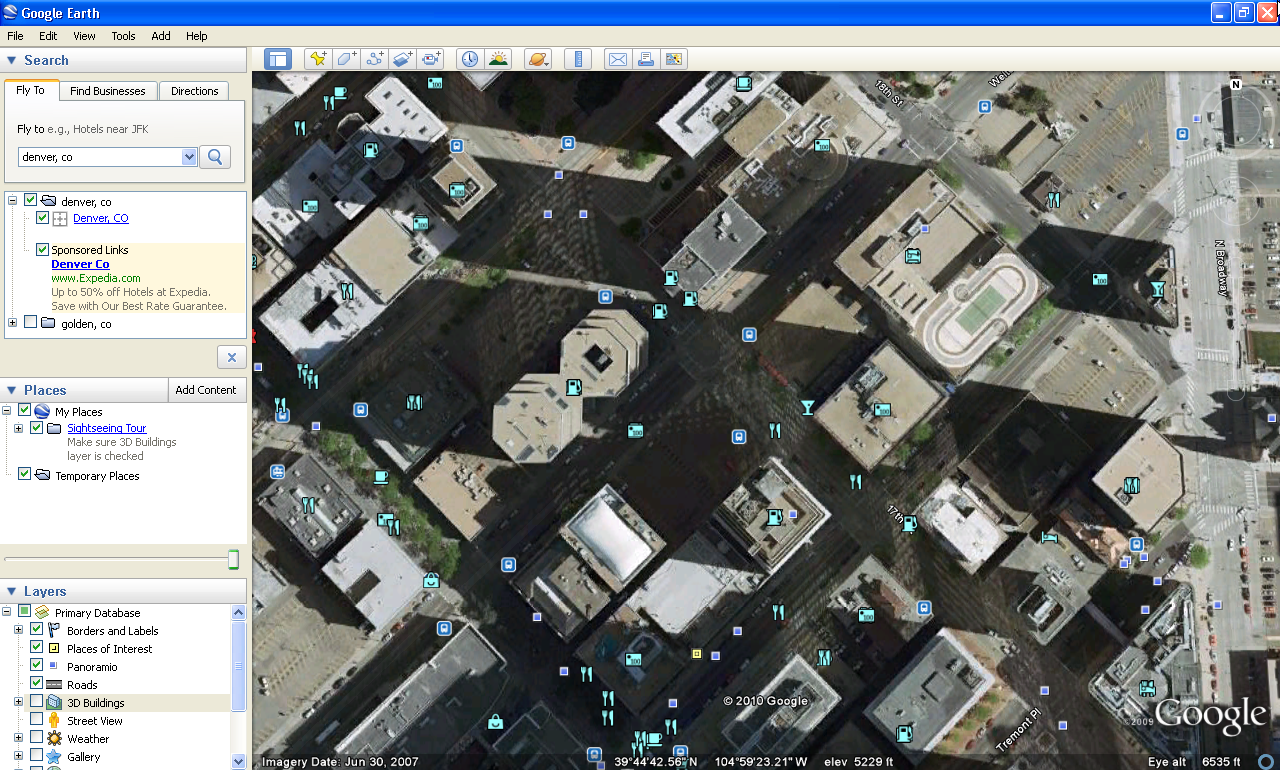 Google Earth
File Edit View Tools Add Help
Search
Fly To Find Businesses Directions
Fly to e.g., Hotels near JFK
denver, co
denver, co
Denver, CO
Sponsored Links
Denver Co
www.Expedia.com
Up to 50% off Hotels at Expedia.
Save with Our Best Rate Guarantee.
golden, co
Places
Add Content
My Places
Sightseeing Tour
Make sure 3D Buildings
layer is checked
Temporary Places
Layers
Primary Database
Borders and Labels
Places of Interest
Panoramio
Roads
3D Buildings
Street View
Weather
Gallery
18th St
N
N Broadway
17th
Tremont Pl
© 2010 Google
©2009 Google
Imagery Date: Jun 30, 2007 39°44'42.56" N 104°59'23.21" W elev 5229 ft Eye alt 6535 ft